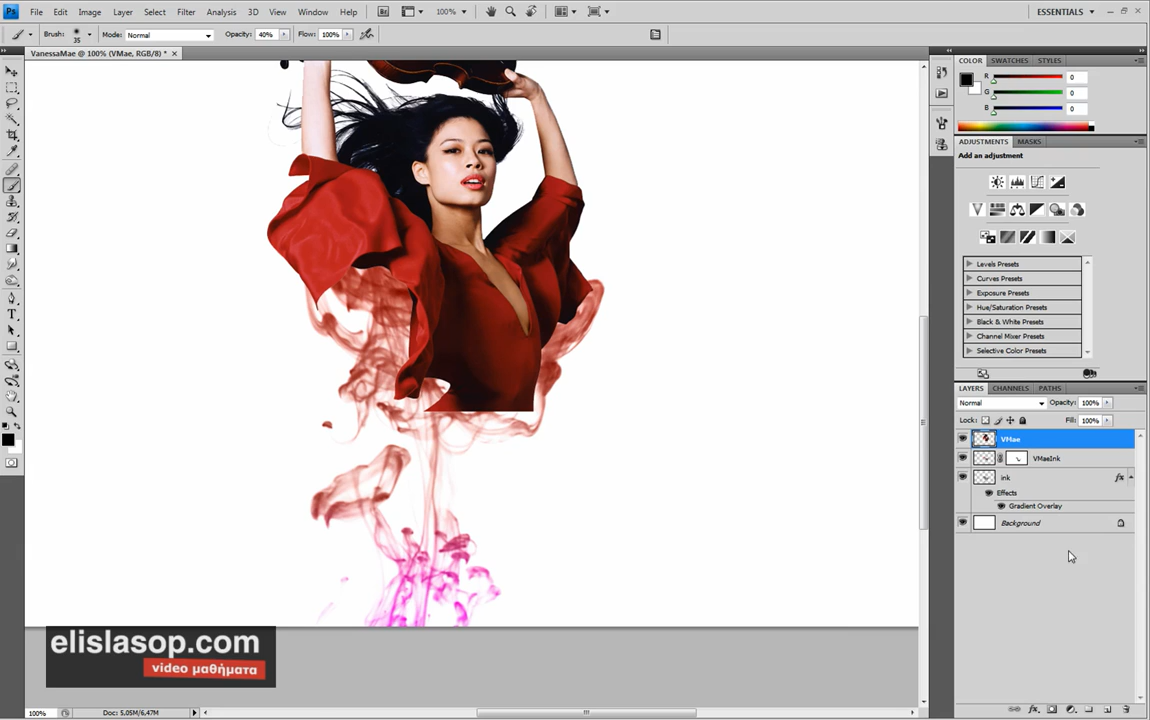 Ps File Edit Image Layer Select Filter Analysis 3D View Window Help Br 100% ESSENTIALS
Brush: 35 Mode: Normal Opacity: 40% Flow: 100%
VanessaMae @ 100% (VMae, RGB/8) *
COLOR SWATCHES STYLES
R 0
G 0
B 0
ADJUSTMENTS MASKS
Add an adjustment
Levels Presets
Curves Presets
Exposure Presets
Hue/Saturation Presets
Black & White Presets
Channel Mixer Presets
Selective Color Presets
LAYERS CHANNELS PATHS
Normal Opacity: 100%
Lock: Fill: 100%
VMae
VMaeInk
ink fx
Effects
Gradient Overlay
Background
elislasop.com
video μαθήματα
100% Doc: 5,05M/6,47M